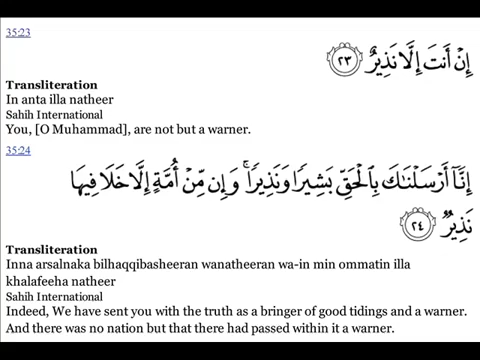 35:23
إِنْ أَنتَ إِلَّا نَذِيرٌ ﴿٢٣﴾
Transliteration
In anta illa natheer
Sahih International
You, [O Muhammad], are not but a warner.
35:24
إِنَّآ أَرْسَلْنَٰكَ بِٱلْحَقِّ بَشِيرًا وَنَذِيرًا ۚ وَإِن مِّنْ أُمَّةٍ إِلَّا خَلَا فِيهَا
نَذِيرٌ ﴿٢٤﴾
Transliteration
Inna arsalnaka bilhaqqibasheeran wanatheeran wa-in min ommatin illa
khalafeeha natheer
Sahih International
Indeed, We have sent you with the truth as a bringer of good tidings and a warner.
And there was no nation but that there had passed within it a warner.